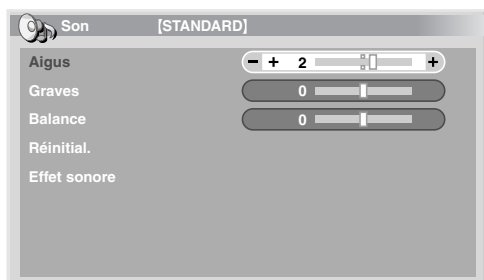 Son [STANDARD]
Aigus - + 2 +
Graves 0
Balance 0
Réinitial.
Effet sonore